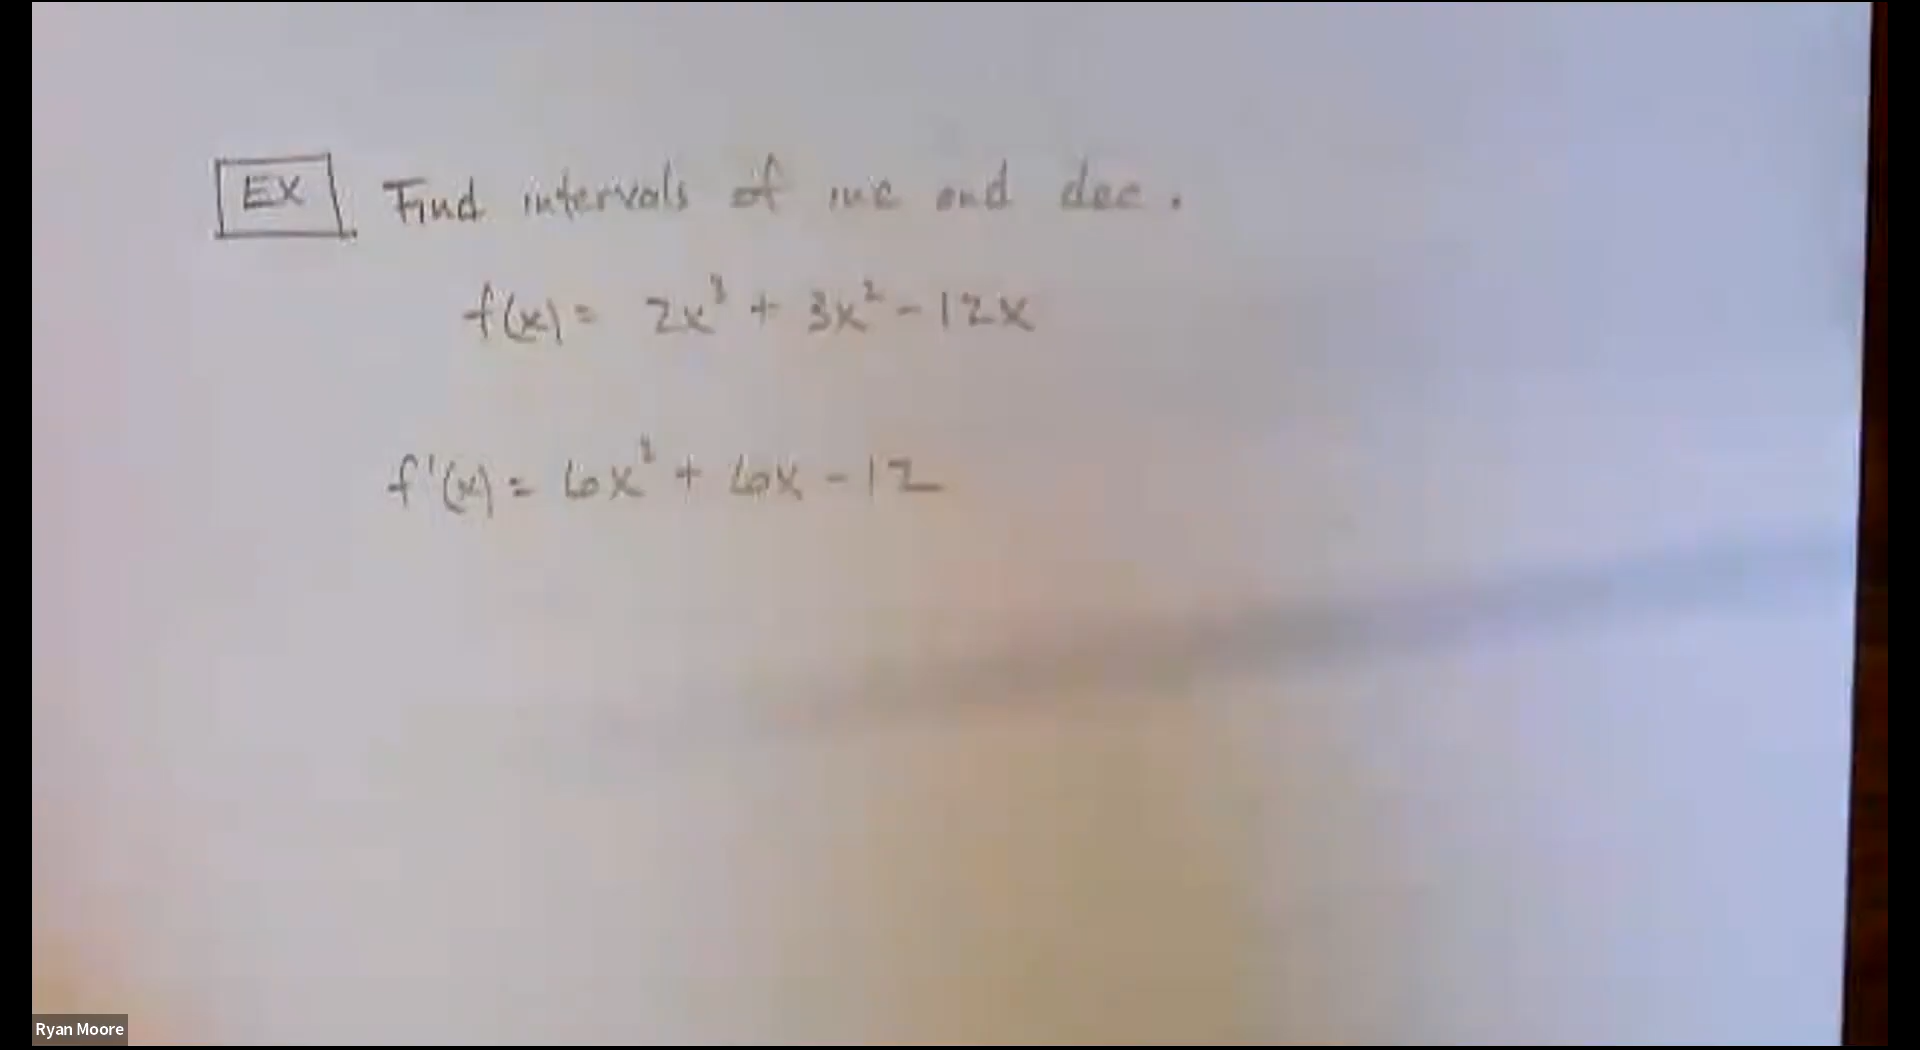 EX Find intervals of inc and dec.
f(x) = 2x³ + 3x² - 12x
f'(x) = 6x² + 6x - 12
Ryan Moore